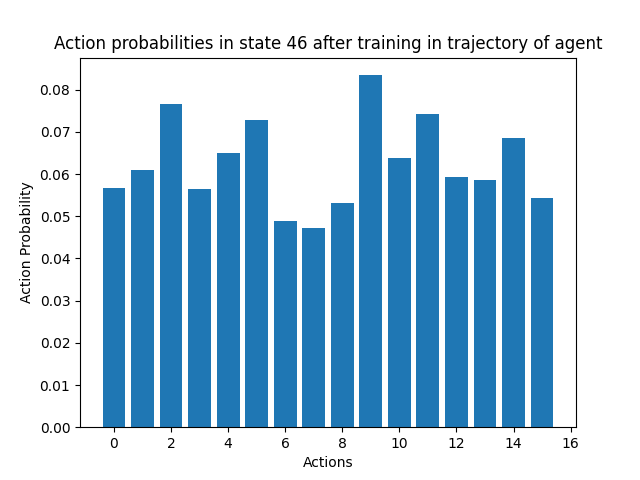 Action probabilities in state 46 after training in trajectory of agent
0.08
0.07
0.06
0.05
0.04
0.03
0.02
0.01
0.00
Action Probability
0 2 4 6 8 10 12 14 16
Actions